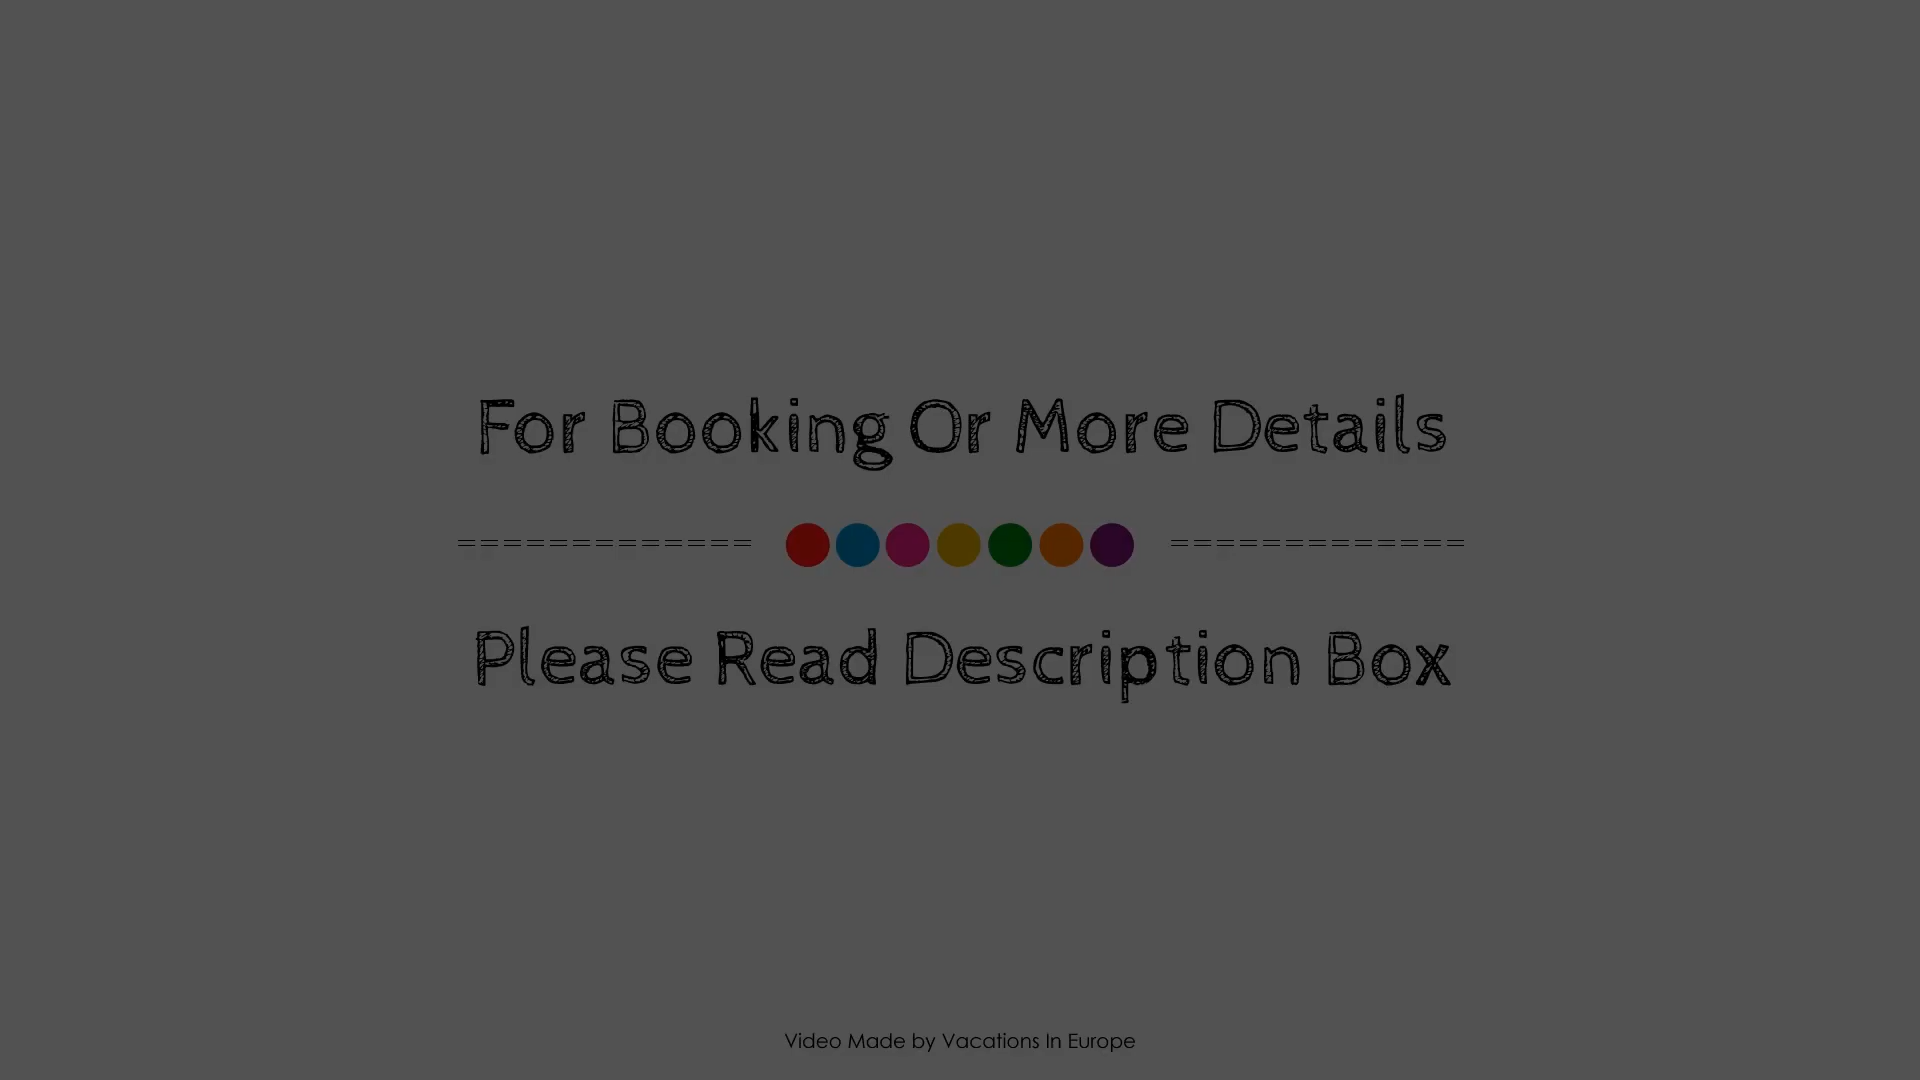 For Booking Or More Details
============= =============
Please Read Description Box
Video Made by Vacations In Europe